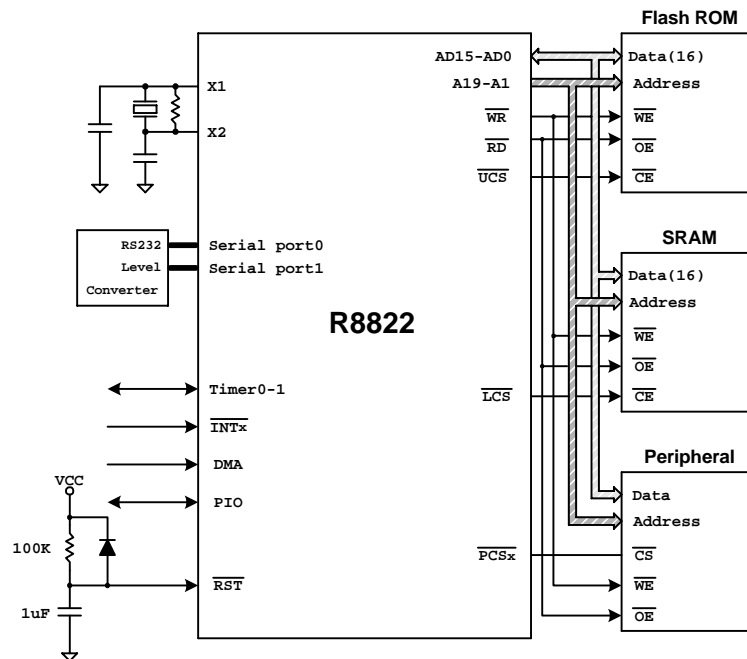 Flash ROM
AD15-AD0
Data(16)
X1
A19-A1
Address
WR
WE
X2
RD
OE
UCS
CE
SRAM
RS232
Serial port0
Level
Serial port1
Data(16)
Converter
Address
R8822
WE
OE
Timer0-1
LCS
CE
INTx
Peripheral
DMA
VCC
PIO
Data
Address
100K
PCSx
CS
RST
WE
1uF
OE